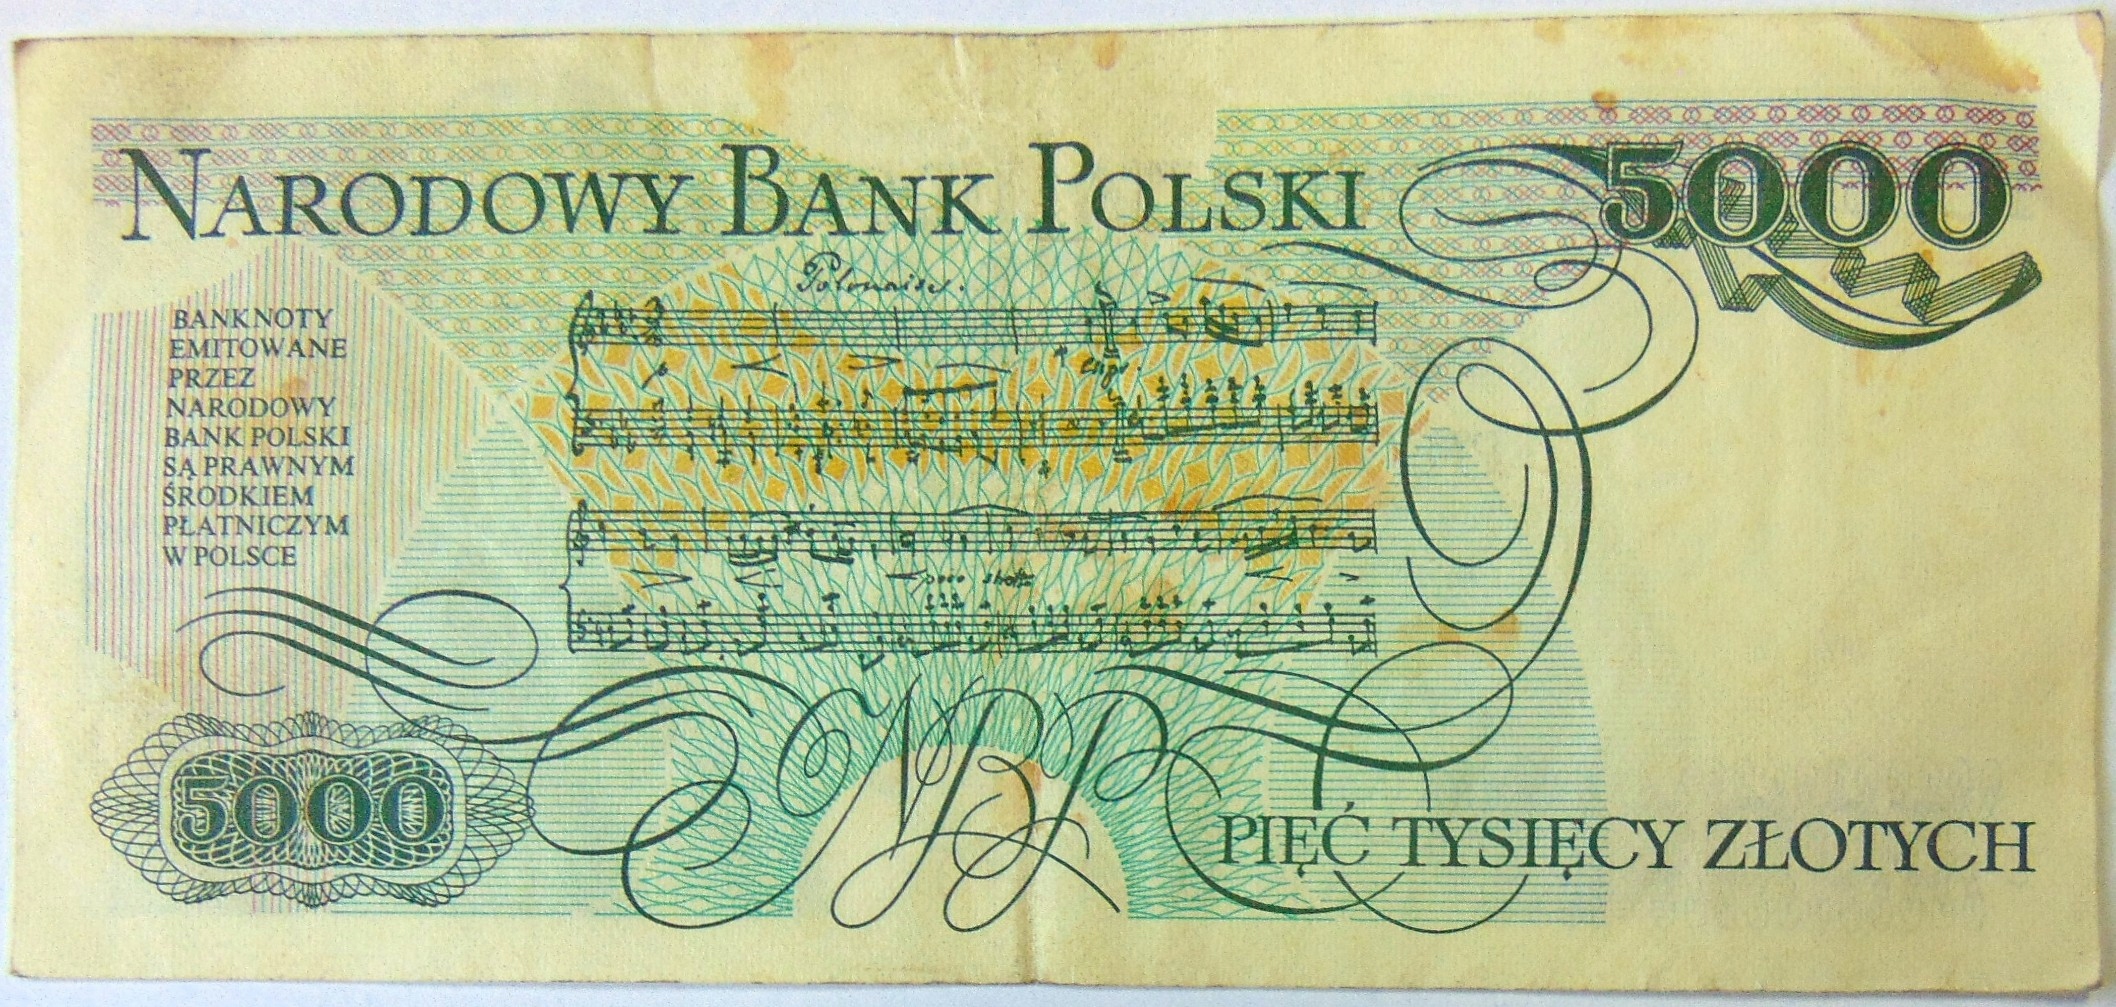 NARODOWY BANK POLSKI
5000
Polonaise.
BANKNOTY
EMITOWANE
PRZEZ
NARODOWY
BANK POLSKI
SĄ PRAWNYM
ŚRODKIEM
PŁATNICZYM
W POLSCE
poco
NBP
5000
PIĘĆ TYSIĘCY ZŁOTYCH